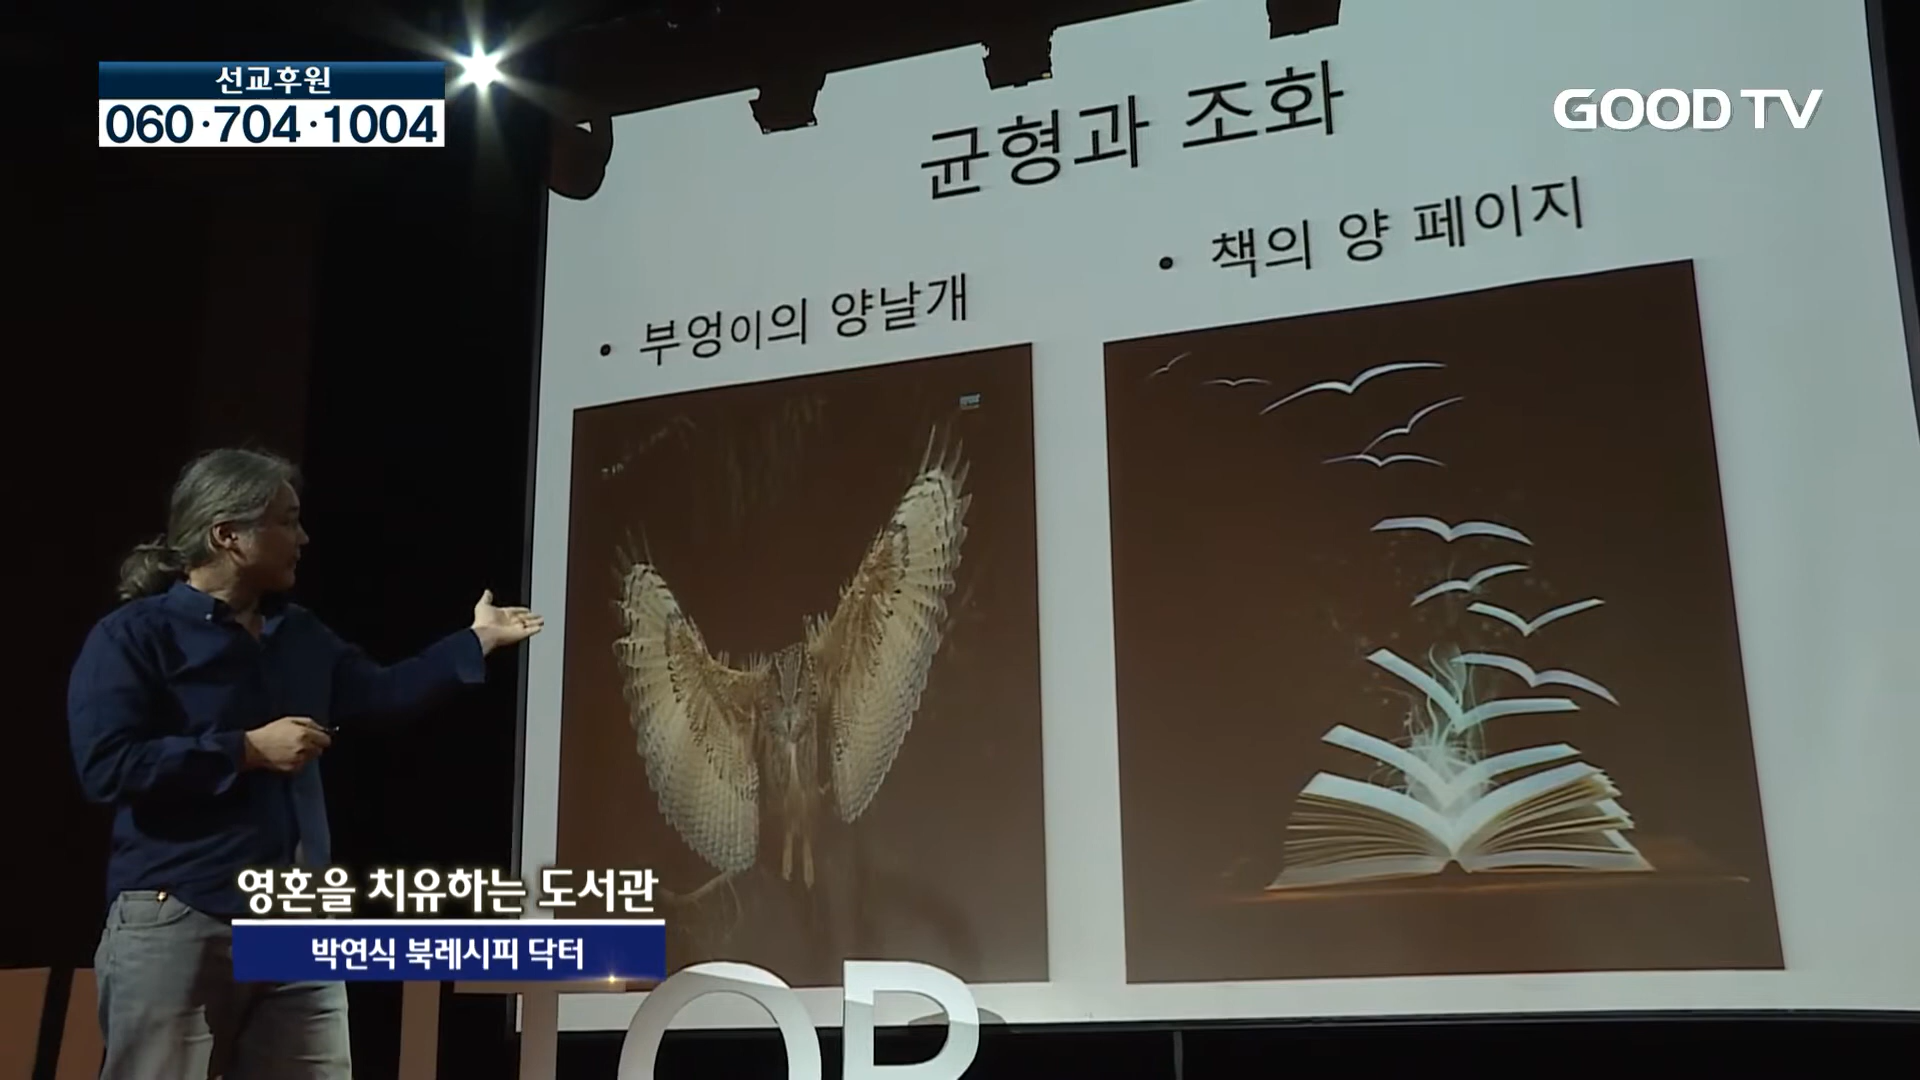 선교후원
060·704·1004
GOOD TV
균형과 조화
• 부엉이의 양날개
• 책의 양 페이지
영혼을 치유하는 도서관
박연식 북레시피 닥터